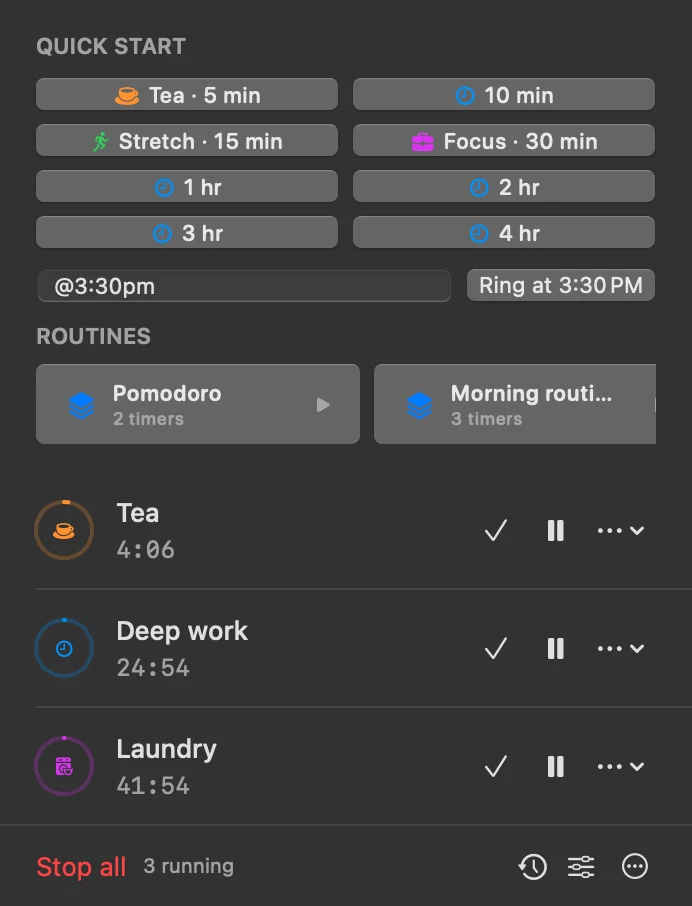 QUICK START
Tea · 5 min
10 min
Stretch · 15 min
Focus · 30 min
1 hr
2 hr
3 hr
4 hr
@3:30pm
Ring at 3:30 PM
ROUTINES
Pomodoro
2 timers
Morning routi...
3 timers
Tea
4:06
Deep work
24:54
Laundry
41:54
Stop all
3 running